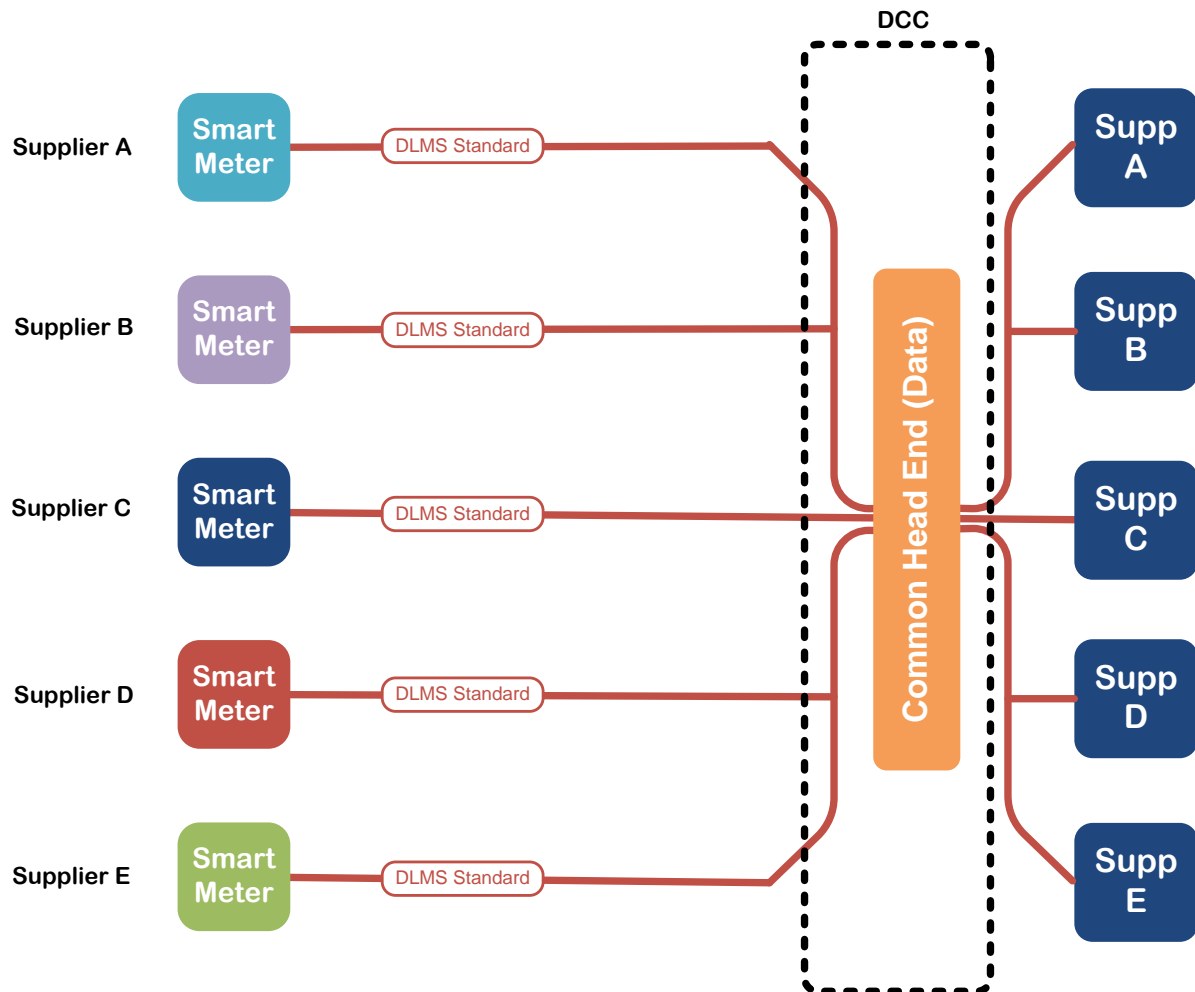 DCC
Supplier A
Smart
Meter
DLMS Standard
Supp
A
Supplier B
Smart
Meter
DLMS Standard
Supp
B
Supplier C
Smart
Meter
DLMS Standard
Common Head End (Data)
Supp
C
Supplier D
Smart
Meter
DLMS Standard
Supp
D
Supplier E
Smart
Meter
DLMS Standard
Supp
E